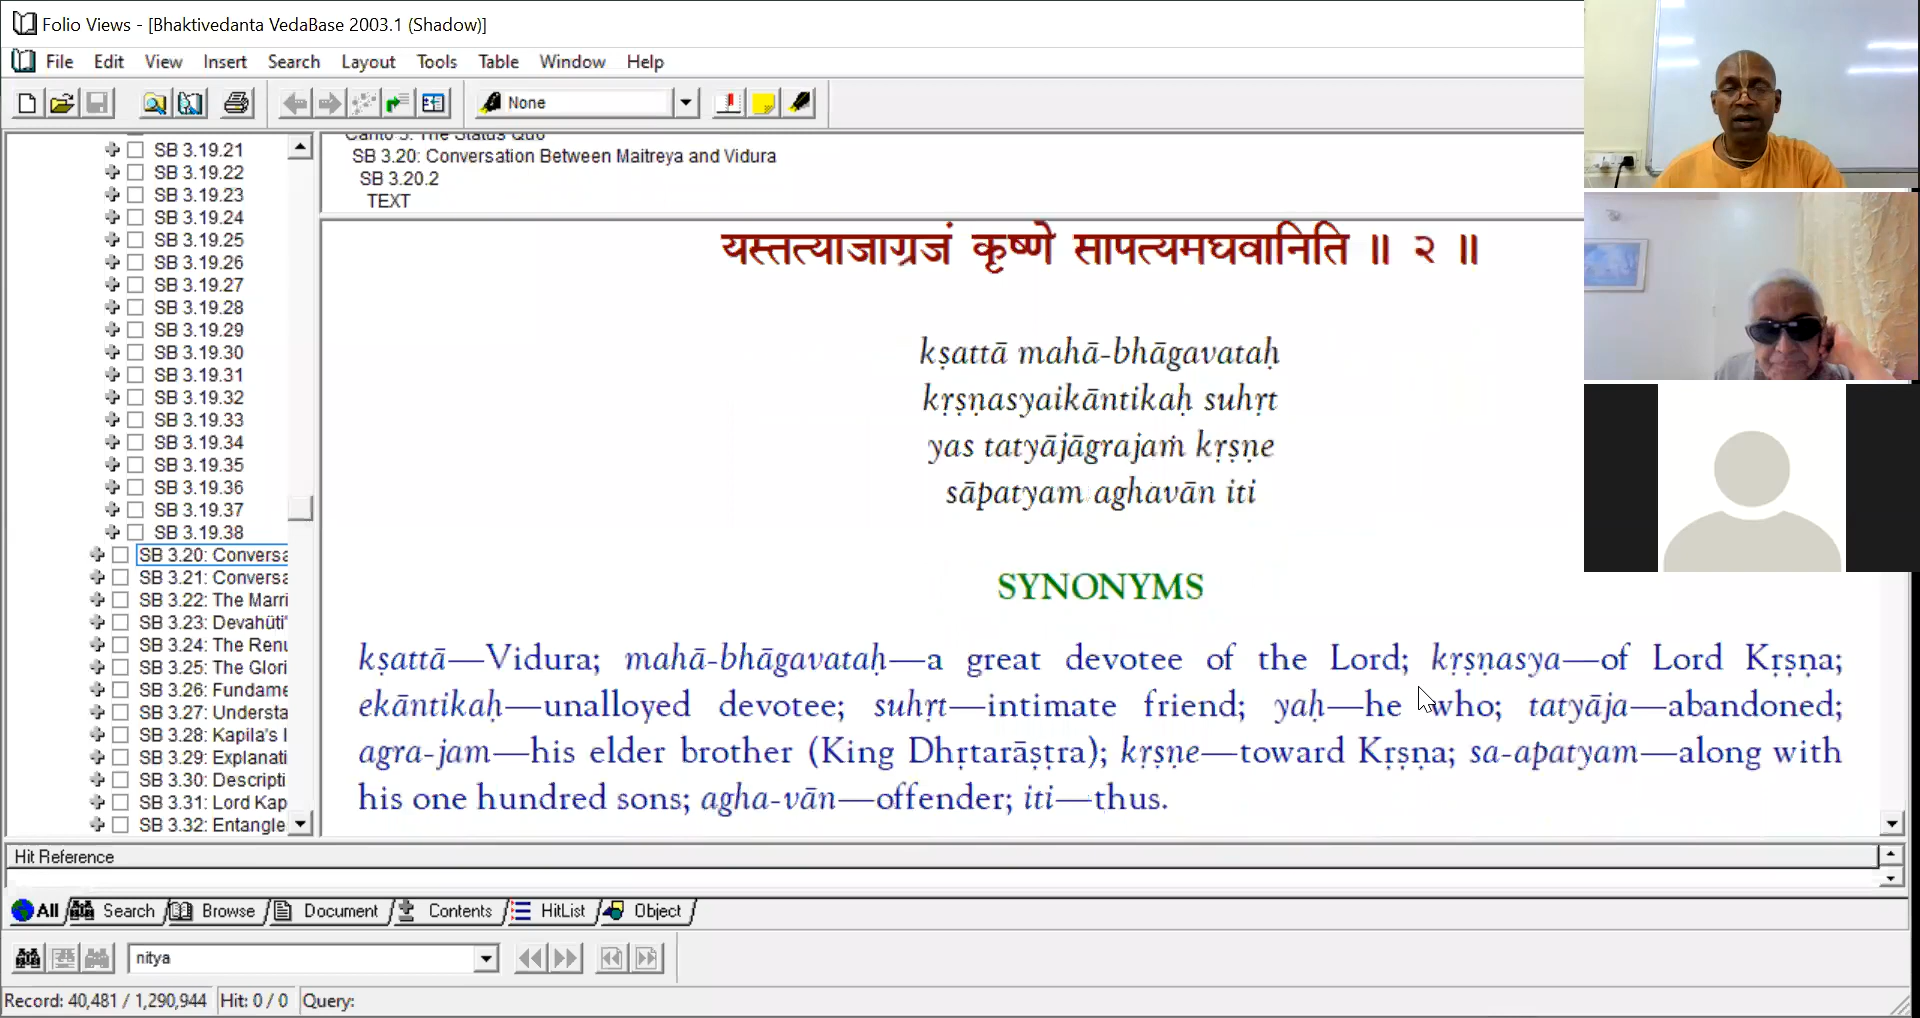 Folio Views - [Bhaktivedanta VedaBase 2003.1 (Shadow)]
File Edit View Insert Search Layout Tools Table Window Help
None
SB 3.19.21
SB 3.19.22
SB 3.19.23
SB 3.19.24
SB 3.19.25
SB 3.19.26
SB 3.19.27
SB 3.19.28
SB 3.19.29
SB 3.19.30
SB 3.19.31
SB 3.19.32
SB 3.19.33
SB 3.19.34
SB 3.19.35
SB 3.19.36
SB 3.19.37
SB 3.19.38
SB 3.20: Conversa
SB 3.21: Conversa
SB 3.22: The Marri
SB 3.23: Devahüti'
SB 3.24: The Renu
SB 3.25: The Glori
SB 3.26: Fundame
SB 3.27: Understa
SB 3.28: Kapila's I
SB 3.29: Explanati
SB 3.30: Descripti
SB 3.31: Lord Kap
SB 3.32: Entangle
Canto 3: The Status Quo
SB 3.20: Conversation Between Maitreya and Vidura
SB 3.20.2
TEXT
यस्तत्याजाग्रजं कृष्णे सापत्यमघवानिति ॥ २ ॥
kṣattā mahā-bhāgavataḥ
kṛṣṇasyaikāntikaḥ suhṛt
yas tatyājāgrajaṁ kṛṣṇe
sāpatyam aghavān iti
SYNONYMS
kṣattā—Vidura; mahā-bhāgavataḥ—a great devotee of the Lord; kṛṣṇasya—of Lord Kṛṣṇa;
ekāntikaḥ—unalloyed devotee; suhṛt—intimate friend; yaḥ—he who; tatyāja—abandoned;
agra-jam—his elder brother (King Dhṛtarāṣṭra); kṛṣṇe—toward Kṛṣṇa; sa-apatyam—along with
his one hundred sons; agha-vān—offender; iti—thus.
Hit Reference
All Search Browse Document Contents HitList Object
nitya
Record: 40,481 / 1,290,944 Hit: 0 / 0 Query: